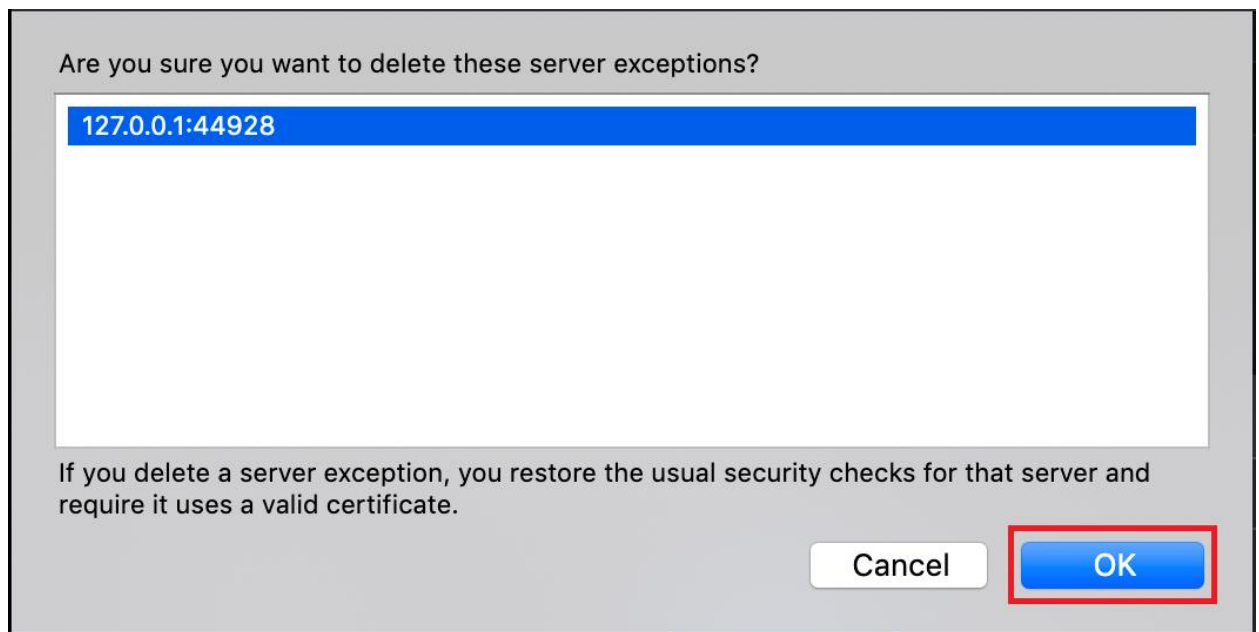 Are you sure you want to delete these server exceptions?
127.0.0.1:44928
If you delete a server exception, you restore the usual security checks for that server and
require it uses a valid certificate.
Cancel
OK